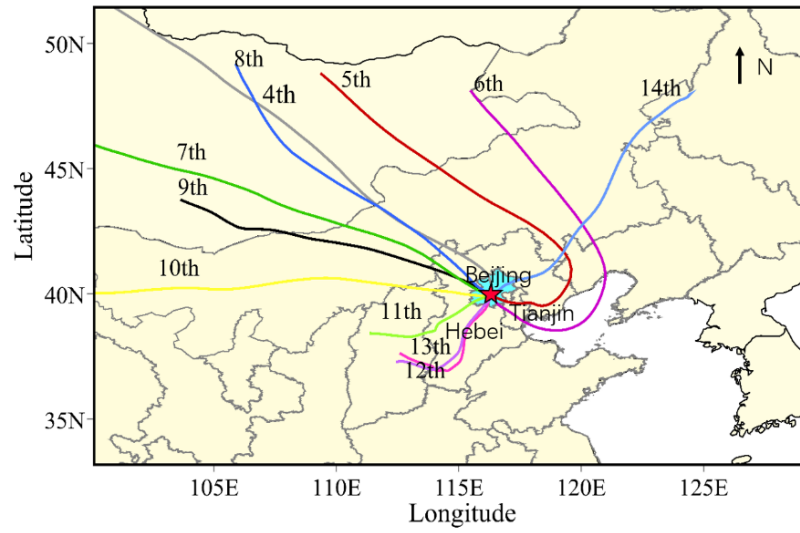 50N
8th
5th
6th
14th
N
4th
7th
45N
9th
Latitude
10th
Beijing
40N
11th
Tianjin
Hebei
13th
12th
35N
105E
110E
115E
120E
125E
Longitude